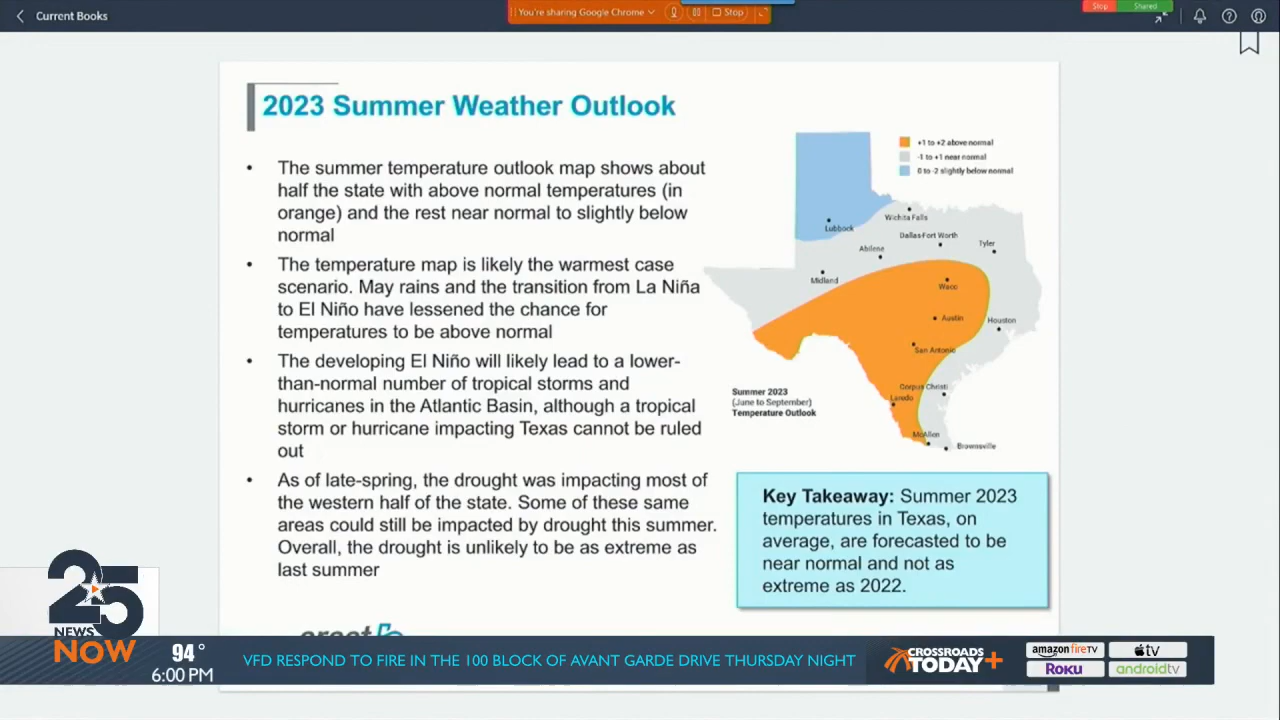 Current Books
You're sharing Google Chrome
Stop
Stop
Shared
2023 Summer Weather Outlook
• The summer temperature outlook map shows about
half the state with above normal temperatures (in
orange) and the rest near normal to slightly below
normal
• The temperature map is likely the warmest case
scenario. May rains and the transition from La Niña
to El Niño have lessened the chance for
temperatures to be above normal
• The developing El Niño will likely lead to a lower-
than-normal number of tropical storms and
hurricanes in the Atlantic Basin, although a tropical
storm or hurricane impacting Texas cannot be ruled
out
• As of late-spring, the drought was impacting most of
the western half of the state. Some of these same
areas could still be impacted by drought this summer.
Overall, the drought is unlikely to be as extreme as
last summer
+1 to +2 above normal
-1 to +1 near normal
0 to -2 slightly below normal
Lubbock
Wichita Falls
Dallas-Fort Worth
Abilene
Tyler
Midland
Waco
Austin
Houston
San Antonio
Corpus Christi
Laredo
McAllen
Brownsville
Summer 2023
(June to September)
Temperature Outlook
Key Takeaway: Summer 2023
temperatures in Texas, on
average, are forecasted to be
near normal and not as
extreme as 2022.
25
NEWS
NOW
94°
6:00 PM
VFD RESPOND TO FIRE IN THE 100 BLOCK OF AVANT GARDE DRIVE THURSDAY NIGHT
CROSSROADS
TODAY+
amazon fireTV
tv
Roku
androidtv